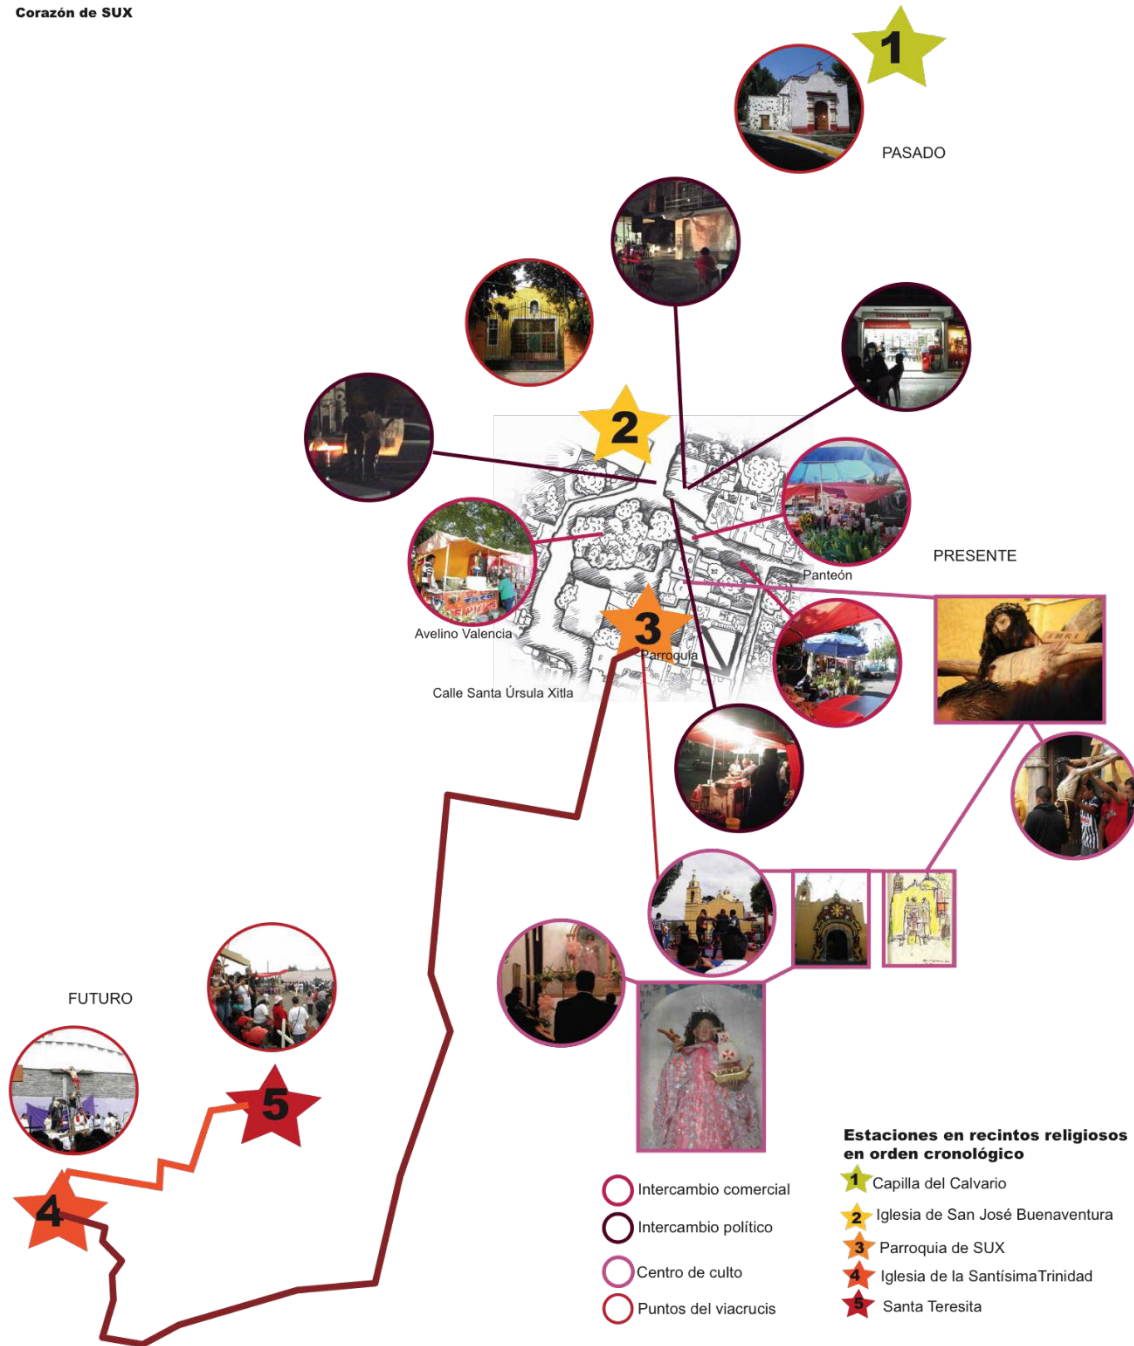 Corazón de SUX
1
PASADO
2
PRESENTE
Panteón
Avelino Valencia
3
Parroquia
Calle Santa Úrsula Xitla
FUTURO
5
4
Intercambio comercial
Intercambio político
Centro de culto
Puntos del viacrucis
Estaciones en recintos religiosos
en orden cronológico
1 Capilla del Calvario
2 Iglesia de San José Buenaventura
3 Parroquia de SUX
4 Iglesia de la SantísimaTrinidad
5 Santa Teresita